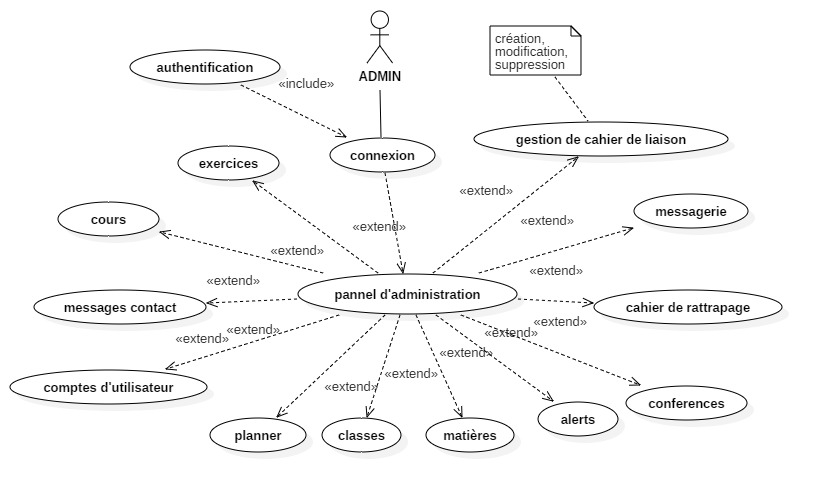 création,
modification,
suppression
authentification
ADMIN
«include»
gestion de cahier de liaison
connexion
exercices
«extend»
messagerie
cours
«extend»
«extend»
«extend»
«extend»
«extend»
pannel d'administration
messages contact
cahier de rattrapage
«extend»
«extend»
«extend»
«extend»
«extend»
«extend»
«extend»
comptes d'utilisateur
conferences
alerts
planner
classes
matières